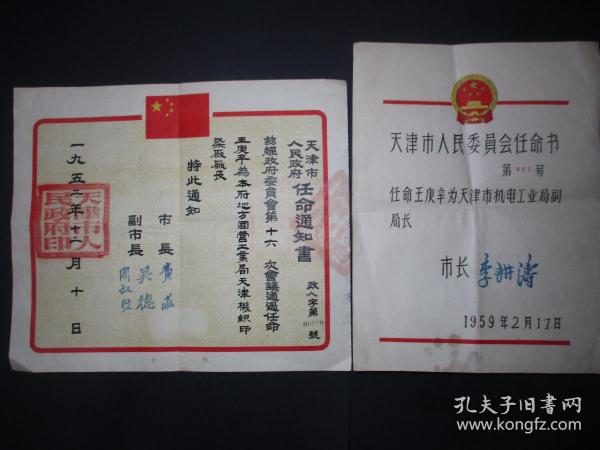 天津市
人民政府
任命通知書
政人字第 號
茲經政府委員會第十六次會議通過任命
王庚辛為本府地方國營工業局天津機織印
染廠廠長
特此通知
市長 黃敬
副市長 吳德
周叔弢
一九五二年十二月十日
天津市人
民政府印
天津市人民委員会任命书
第 号
任命王庚辛为天津市机电工业局副
局长
市长 李耕涛
1959年2月17日
孔夫子旧书网
www.kongfz.com